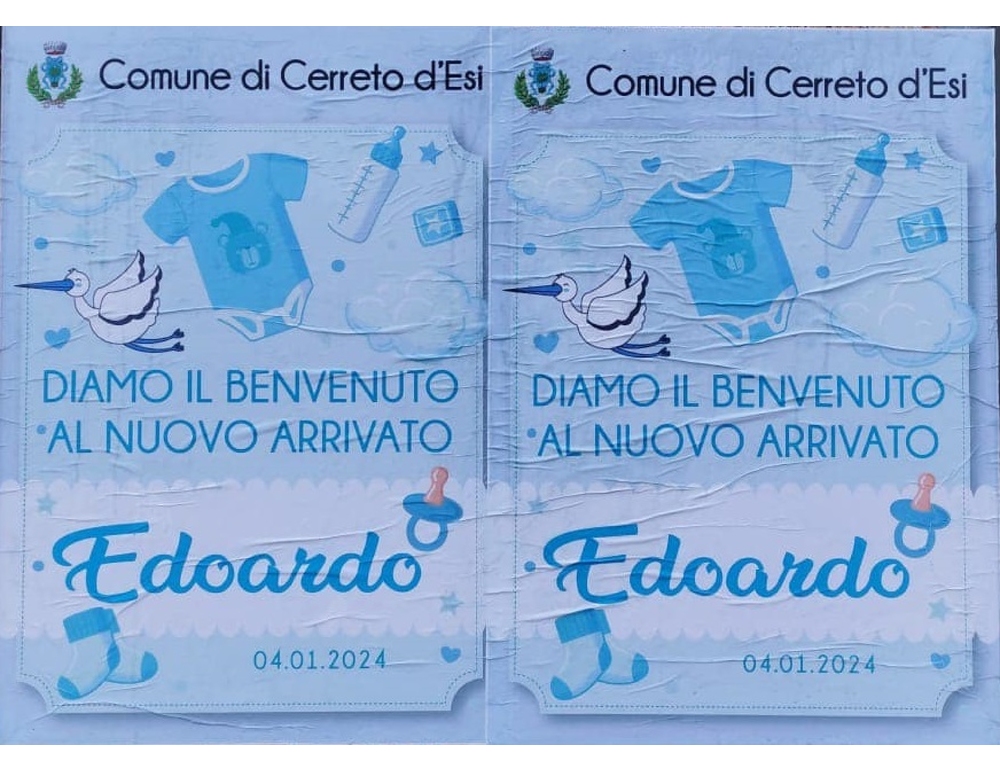 Comune di Cerreto d'Esi
DIAMO IL BENVENUTO
AL NUOVO ARRIVATO
Edoardo
04.01.2024
Comune di Cerreto d'Esi
DIAMO IL BENVENUTO
AL NUOVO ARRIVATO
Edoardo
04.01.2024